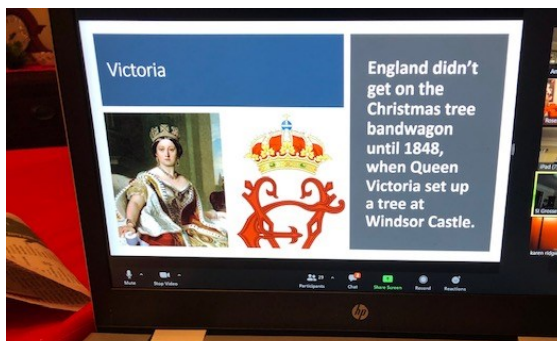 Victoria
England didn't
get on the
Christmas tree
bandwagon
until 1848,
when Queen
Victoria set up
a tree at
Windsor Castle.
Mute
Stop Video
Participants
29
Chat
Share Screen
Record
Reactions
hp